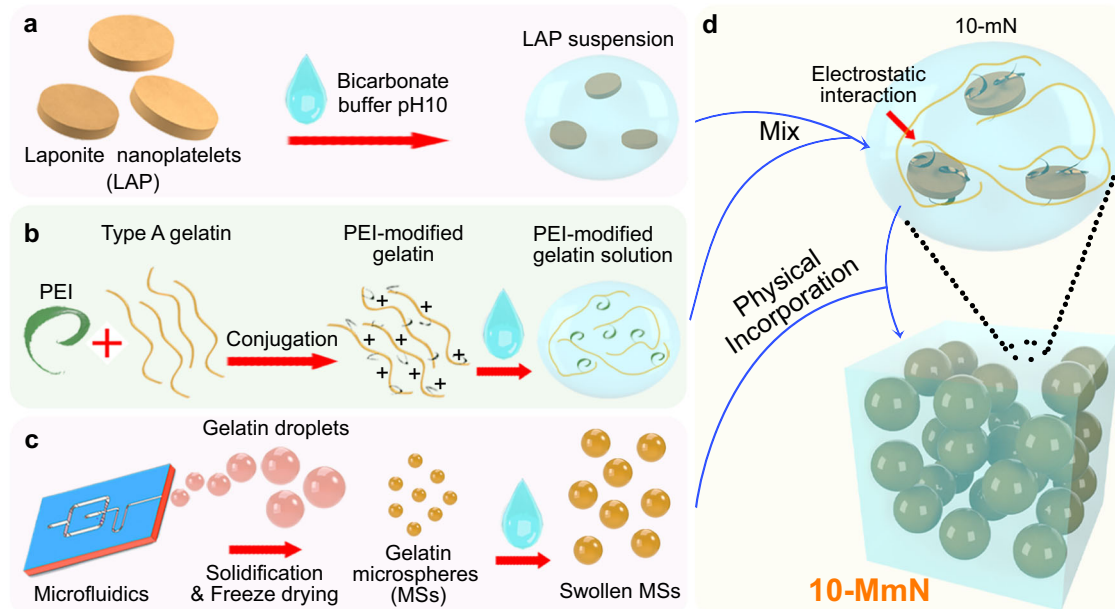 a
LAP suspension
Bicarbonate
buffer pH10
Laponite nanoplatelets
(LAP)
b
Type A gelatin
PEI-modified
gelatin
PEI-modified
gelatin solution
PEI
+
Conjugation
+ + + + + + + + + +
c
Gelatin droplets
Microfluidics
Solidification
& Freeze drying
Gelatin
microspheres
(MSs)
Swollen MSs
d
10-mN
Electrostatic
interaction
Mix
Physical
Incorporation
10-MmN